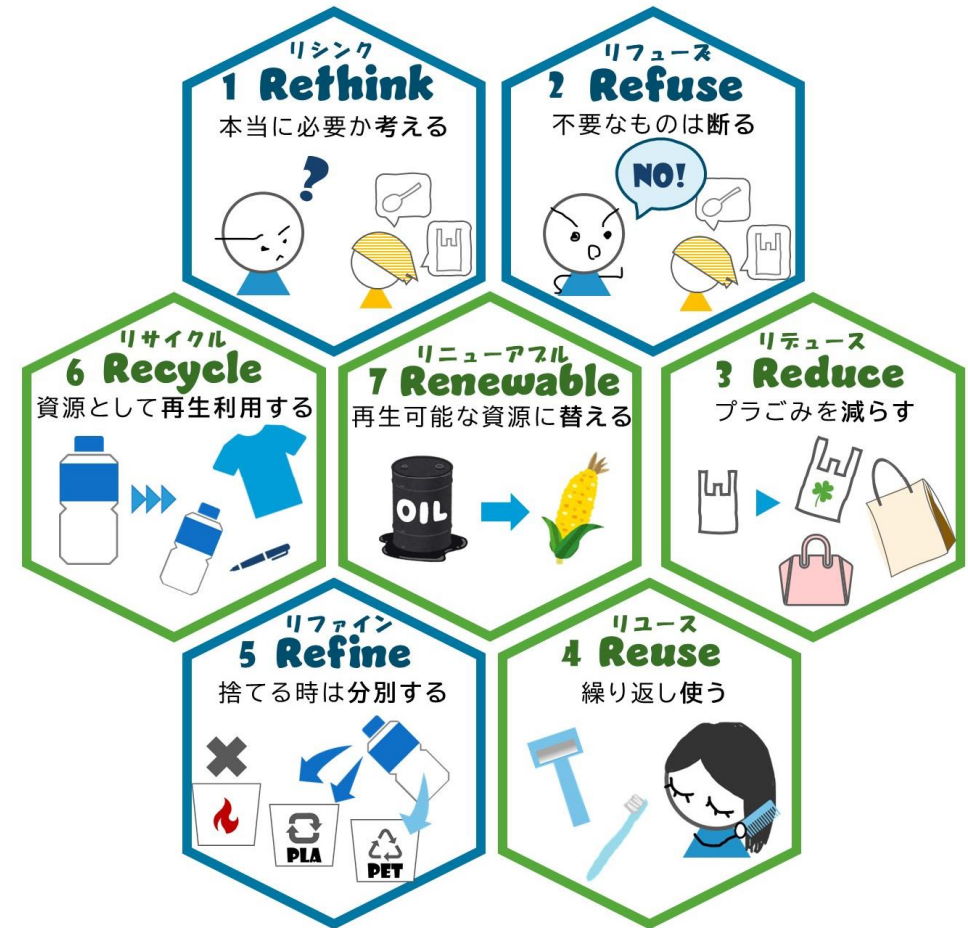 リシンク
1 Rethink
本当に必要か考える
?
リフューズ
2 Refuse
不要なものは断る
NO!
リサイクル
6 Recycle
資源として再生利用する
リニューアブル
7 Renewable
再生可能な資源に替える
OIL
リデュース
3 Reduce
プラごみを減らす
リファイン
5 Refine
捨てる時は分別する
PLA
PET
リユース
4 Reuse
繰り返し使う